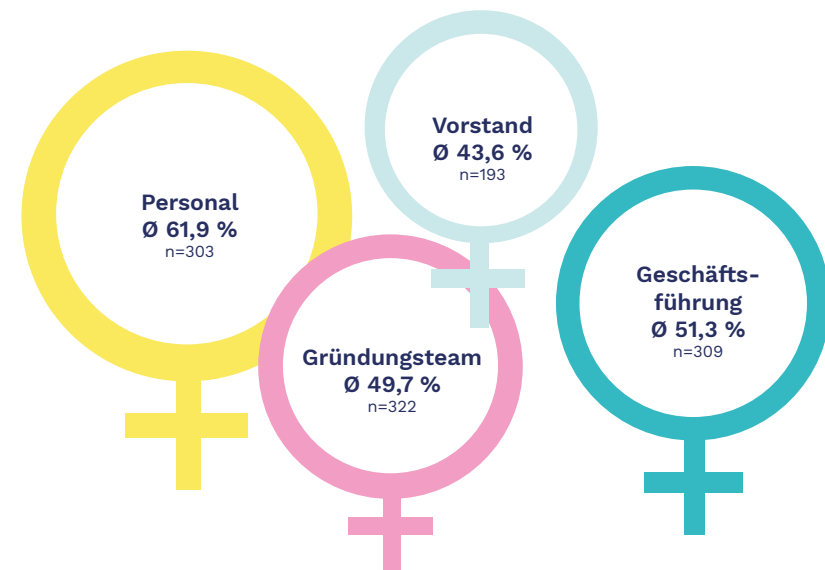 Personal
Ø 61,9 %
n=303
Vorstand
Ø 43,6 %
n=193
Gründungsteam
Ø 49,7 %
n=322
Geschäfts-
führung
Ø 51,3 %
n=309